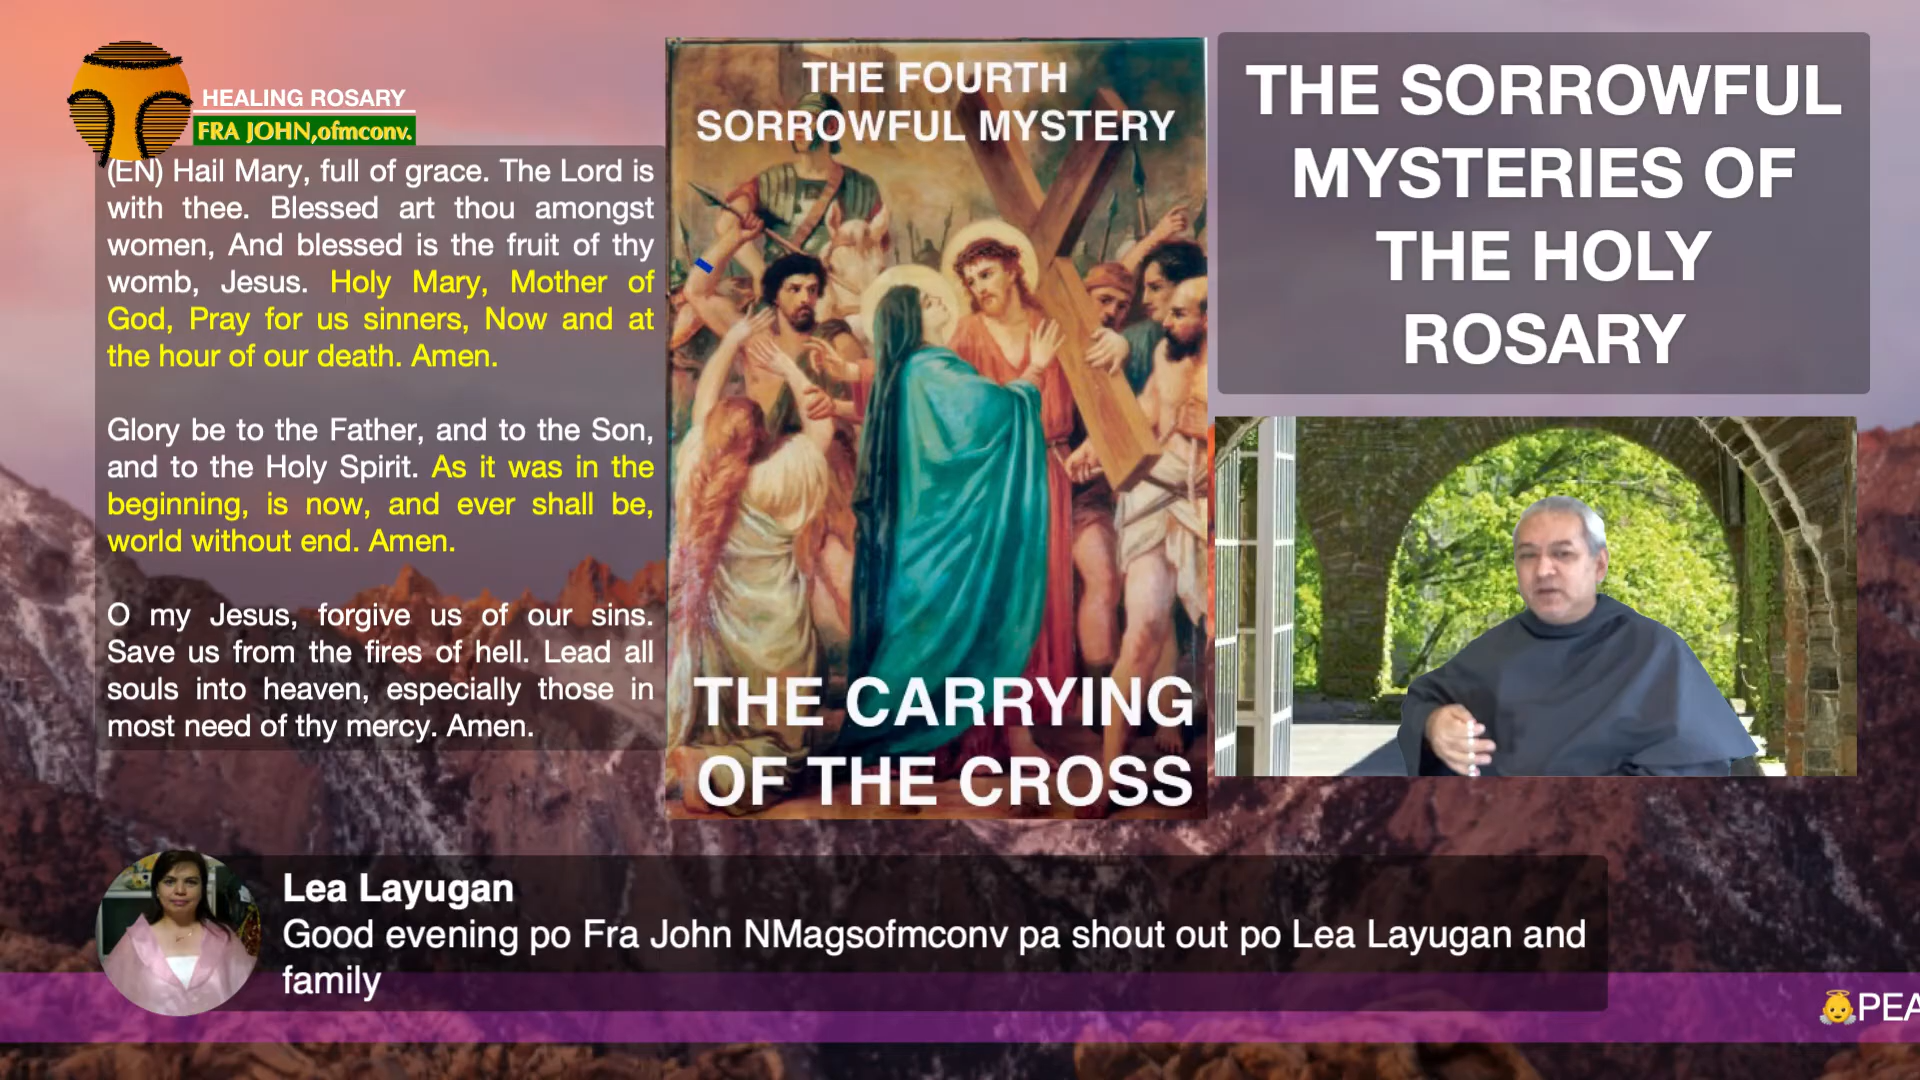 HEALING ROSARY
FRA JOHN,ofmconv.
(EN) Hail Mary, full of grace. The Lord is
with thee. Blessed art thou amongst
women, And blessed is the fruit of thy
womb, Jesus. Holy Mary, Mother of
God, Pray for us sinners, Now and at
the hour of our death. Amen.
Glory be to the Father, and to the Son,
and to the Holy Spirit. As it was in the
beginning, is now, and ever shall be,
world without end. Amen.
O my Jesus, forgive us of our sins.
Save us from the fires of hell. Lead all
souls into heaven, especially those in
most need of thy mercy. Amen.
THE FOURTH
SORROWFUL MYSTERY
THE CARRYING
OF THE CROSS
THE SORROWFUL
MYSTERIES OF
THE HOLY
ROSARY
Lea Layugan
Good evening po Fra John NMagsofmconv pa shout out po Lea Layugan and
family
PEA